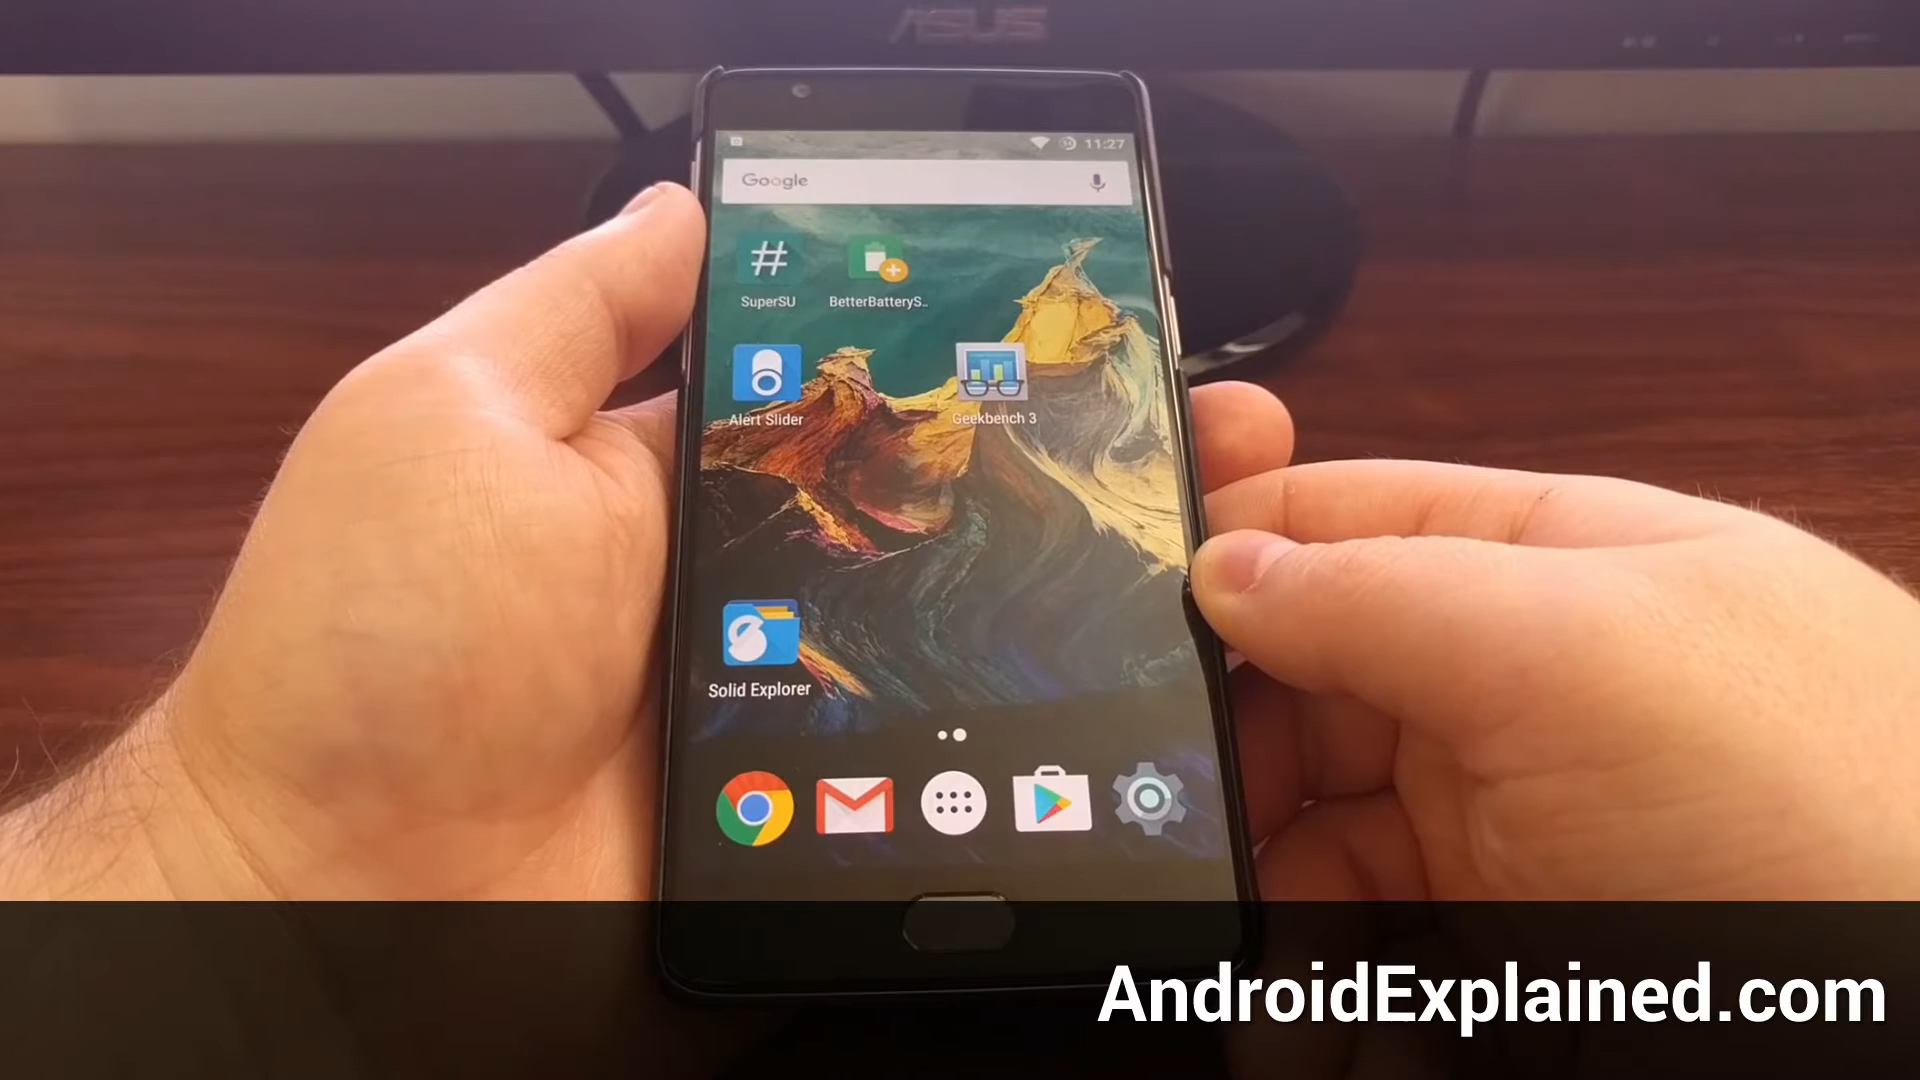 ASUS
11:27
Google
SuperSU
BetterBatteryS..
Alert Slider
Geekbench 3
Solid Explorer
AndroidExplained.com